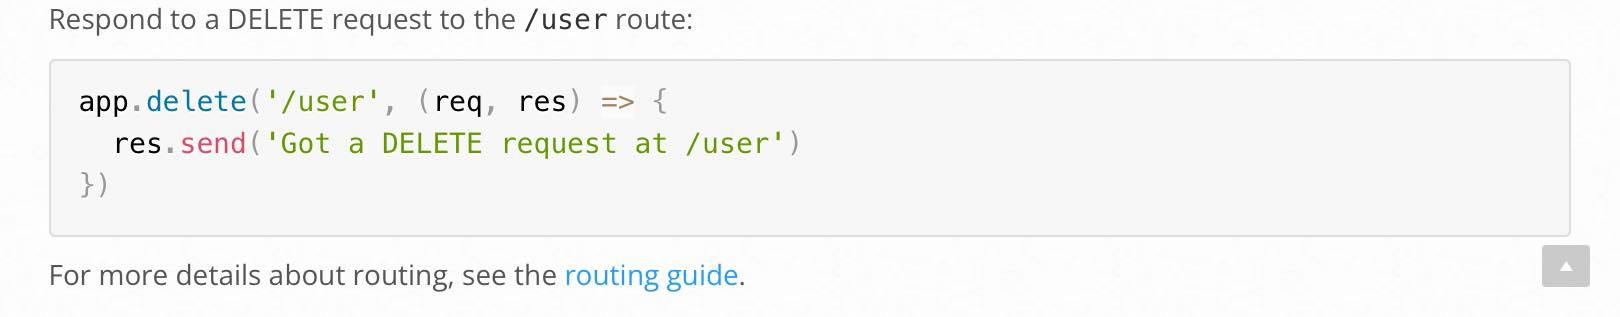 Respond to a DELETE request to the /user route:
app.delete('/user', (req, res) => {
  res.send('Got a DELETE request at /user')
})
For more details about routing, see the routing guide.